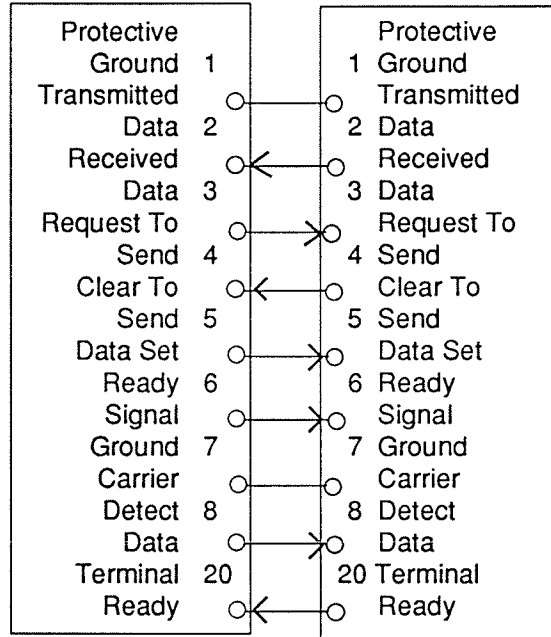 Protective Protective
Ground 1 1 Ground
Transmitted Transmitted
Data 2 2 Data
Received Received
Data 3 3 Data
Request To Request To
Send 4 4 Send
Clear To Clear To
Send 5 5 Send
Data Set Data Set
Ready 6 6 Ready
Signal Signal
Ground 7 7 Ground
Carrier Carrier
Detect 8 8 Detect
Data Data
Terminal 20 20 Terminal
Ready Ready